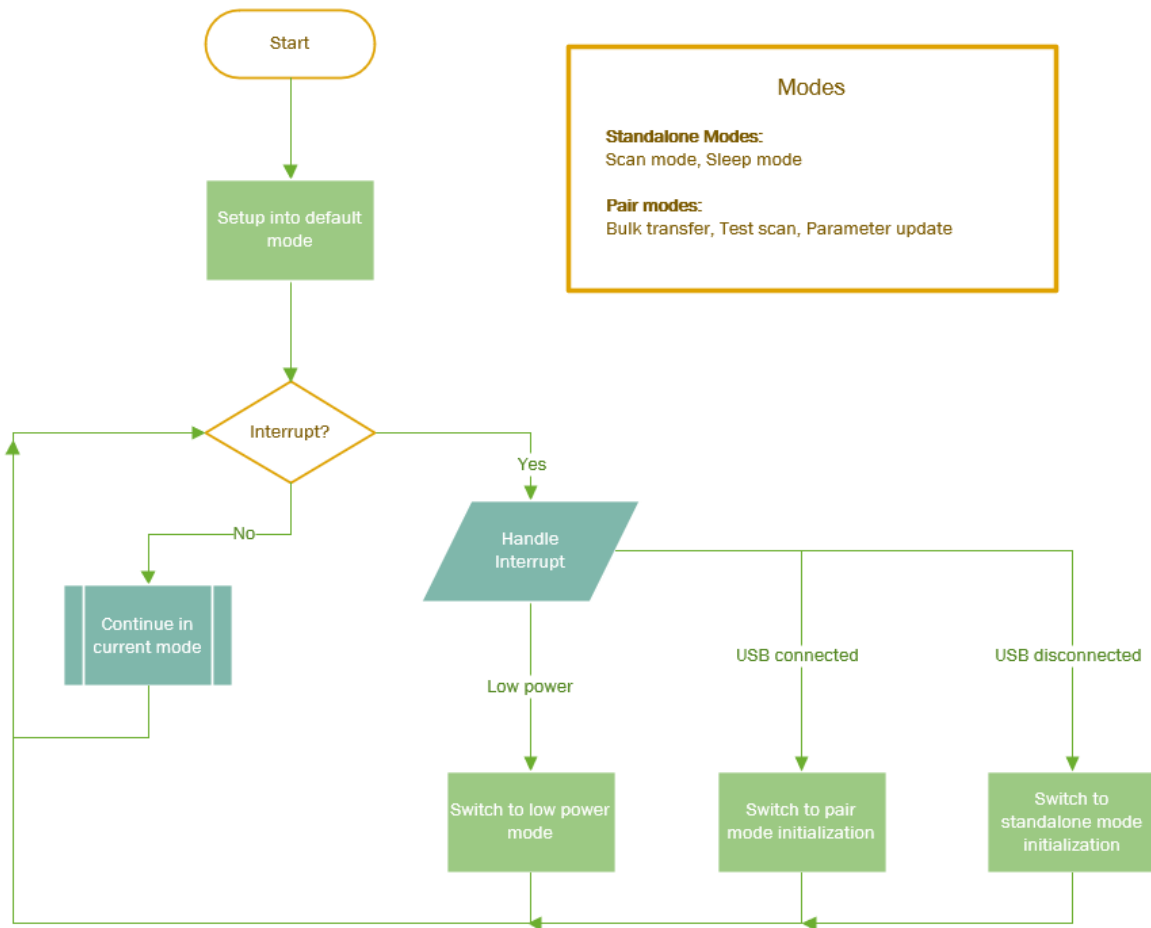 Start
Modes
Standalone Modes:
Scan mode, Sleep mode
Pair modes:
Bulk transfer, Test scan, Parameter update
Setup into default
mode
Interrupt?
Yes
No
Handle
Interrupt
Continue in
current mode
USB connected
USB disconnected
Low power
Switch to low power
mode
Switch to pair
mode initialization
Switch to
standalone mode
initialization